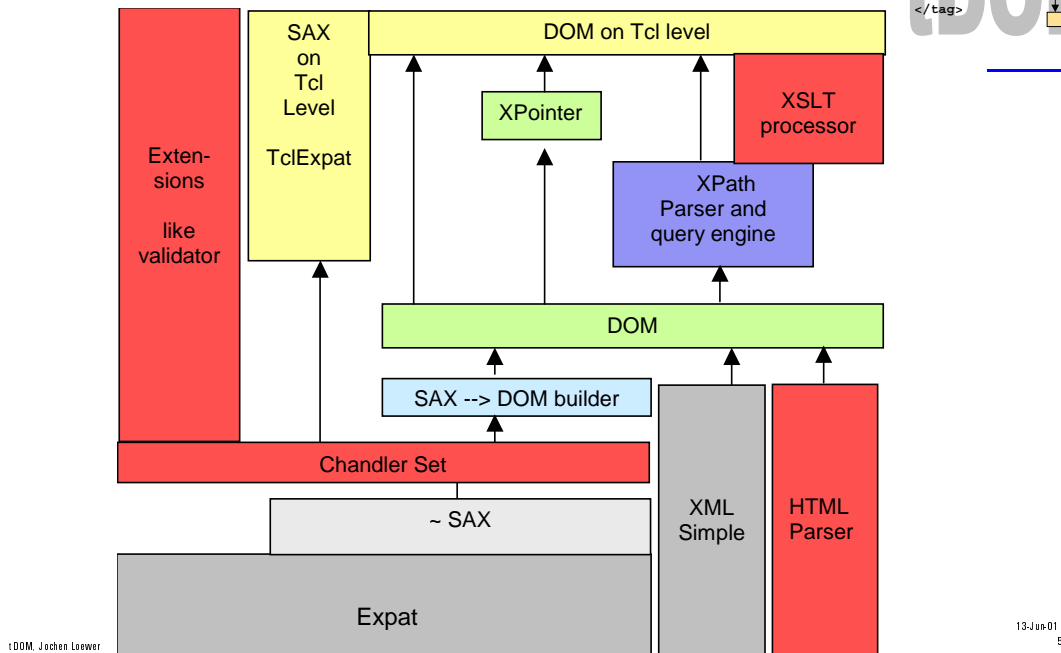 </tag>
tDOM
SAX
on
Tcl
Level
TclExpat
DOM on Tcl level
XPointer
XSLT
processor
Exten-
sions
like
validator
XPath
Parser and
query engine
DOM
SAX --> DOM builder
Chandler Set
~ SAX
XML
Simple
HTML
Parser
Expat
tDOM, Jochen Loewer
13-Jun-01
5